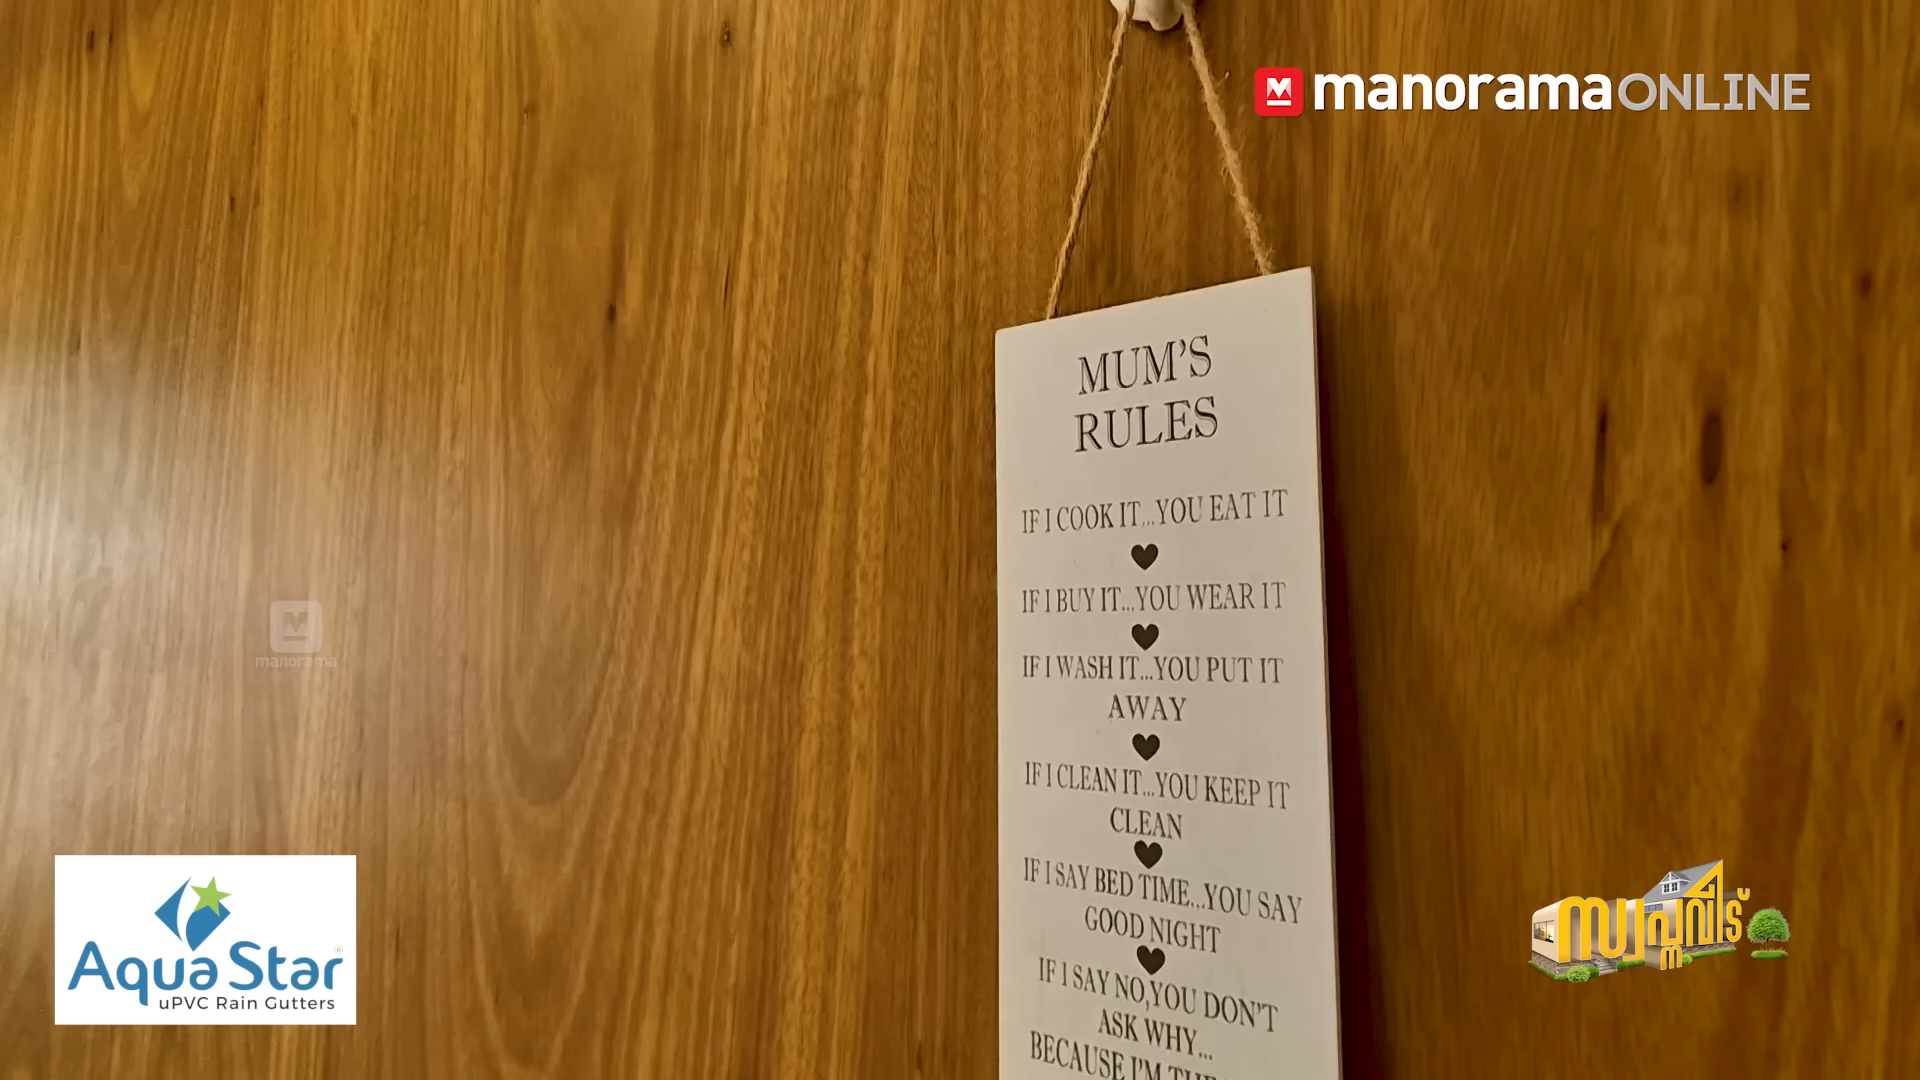 manoramaONLINE
MUM'S
RULES
IF I COOK IT...YOU EAT IT
IF I BUY IT...YOU WEAR IT
IF I WASH IT...YOU PUT IT
AWAY
IF I CLEAN IT...YOU KEEP IT
CLEAN
IF I SAY BED TIME...YOU SAY
GOOD NIGHT
IF I SAY NO,YOU DON'T
ASK WHY...
BECAUSE I'M
manorama
Aqua Star
uPVC Rain Gutters
സ്വപ്നവീട്